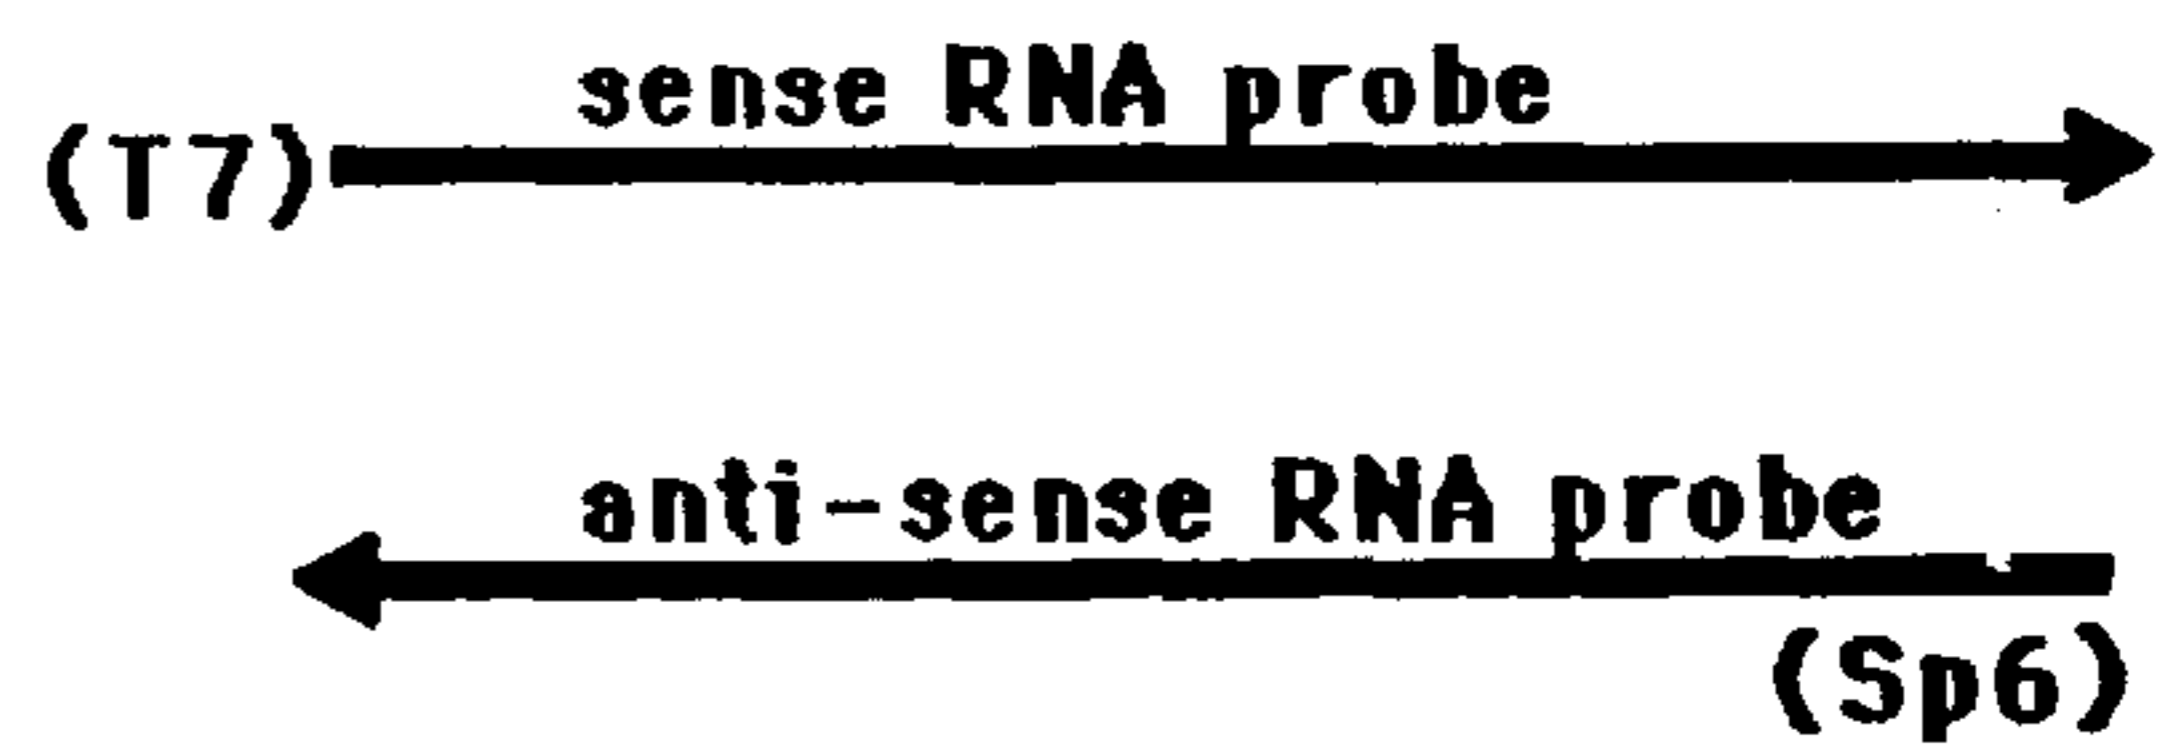 sense RNA probe
(T7)
anti-sense RNA probe
(Sp6)